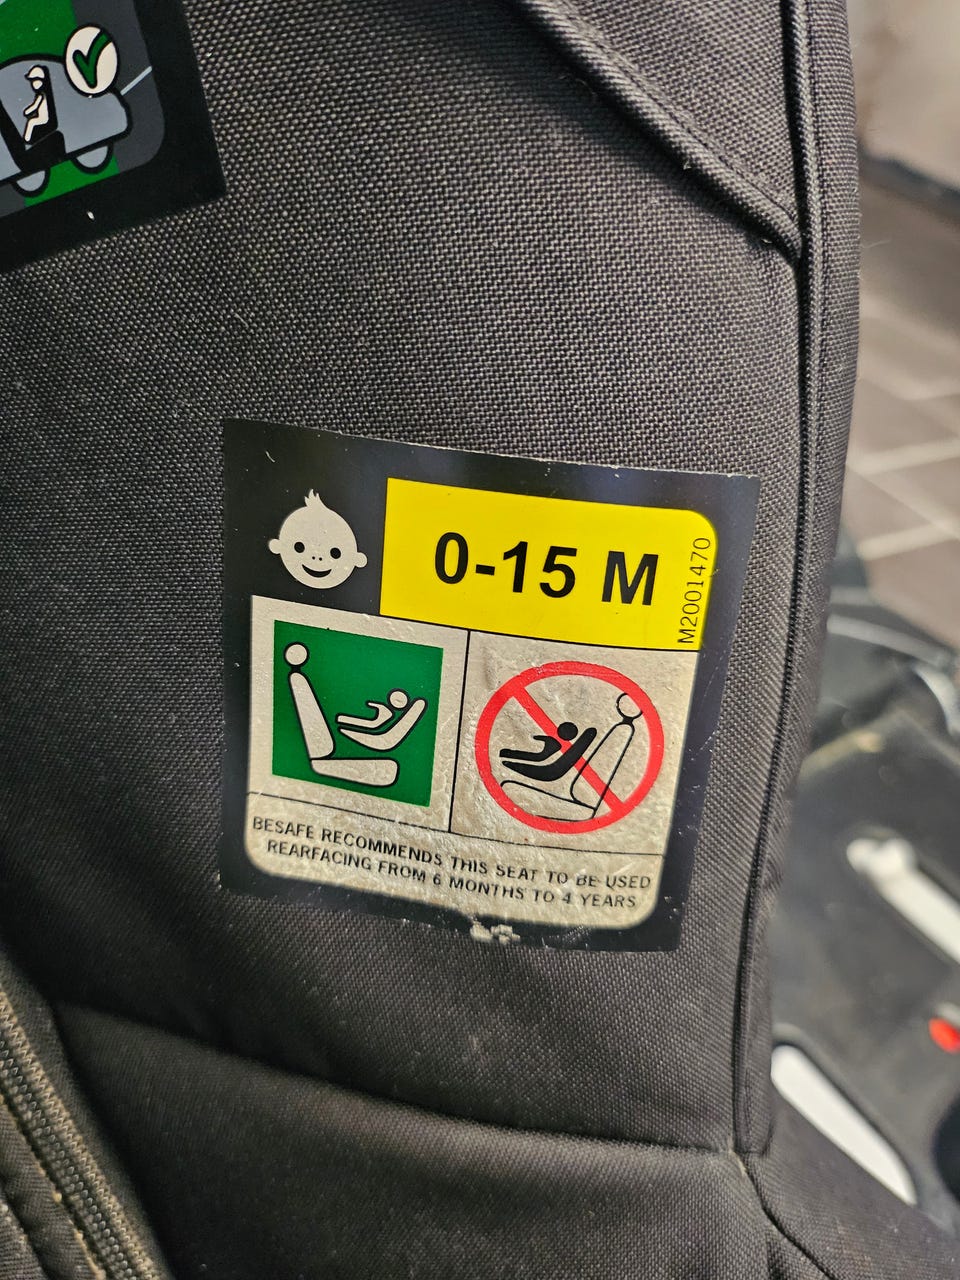 0-15 M
M2001470
BESAFE RECOMMENDS THIS SEAT TO BE USED
REARFACING FROM 6 MONTHS TO 4 YEARS